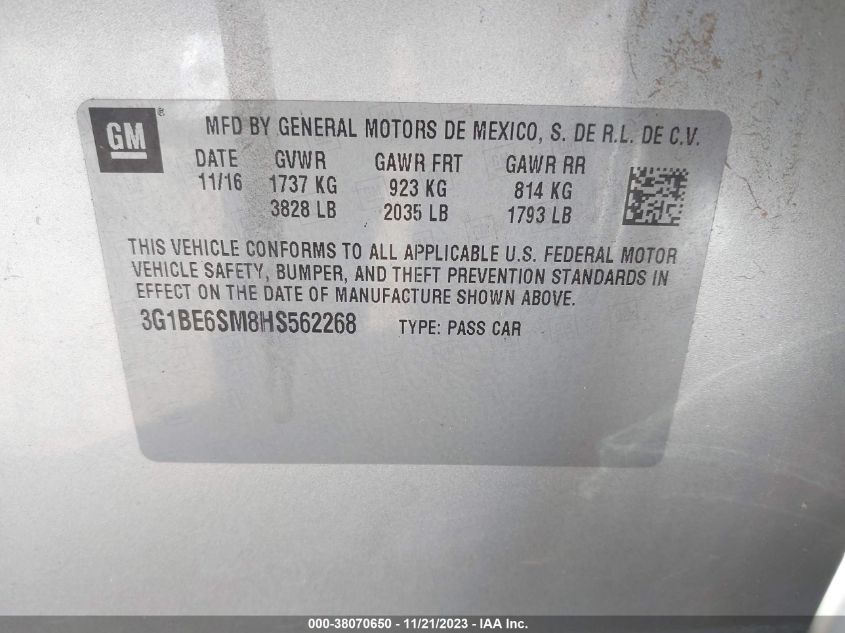 GM®
MFD BY GENERAL MOTORS DE MEXICO, S. DE R.L. DE C.V.
DATE GVWR GAWR FRT GAWR RR
11/16 1737 KG 923 KG 814 KG
3828 LB 2035 LB 1793 LB
THIS VEHICLE CONFORMS TO ALL APPLICABLE U.S. FEDERAL MOTOR
VEHICLE SAFETY, BUMPER, AND THEFT PREVENTION STANDARDS IN
EFFECT ON THE DATE OF MANUFACTURE SHOWN ABOVE.
3G1BE6SM8HS562268 TYPE: PASS CAR
000-38070650 - 11/21/2023 - IAA Inc.